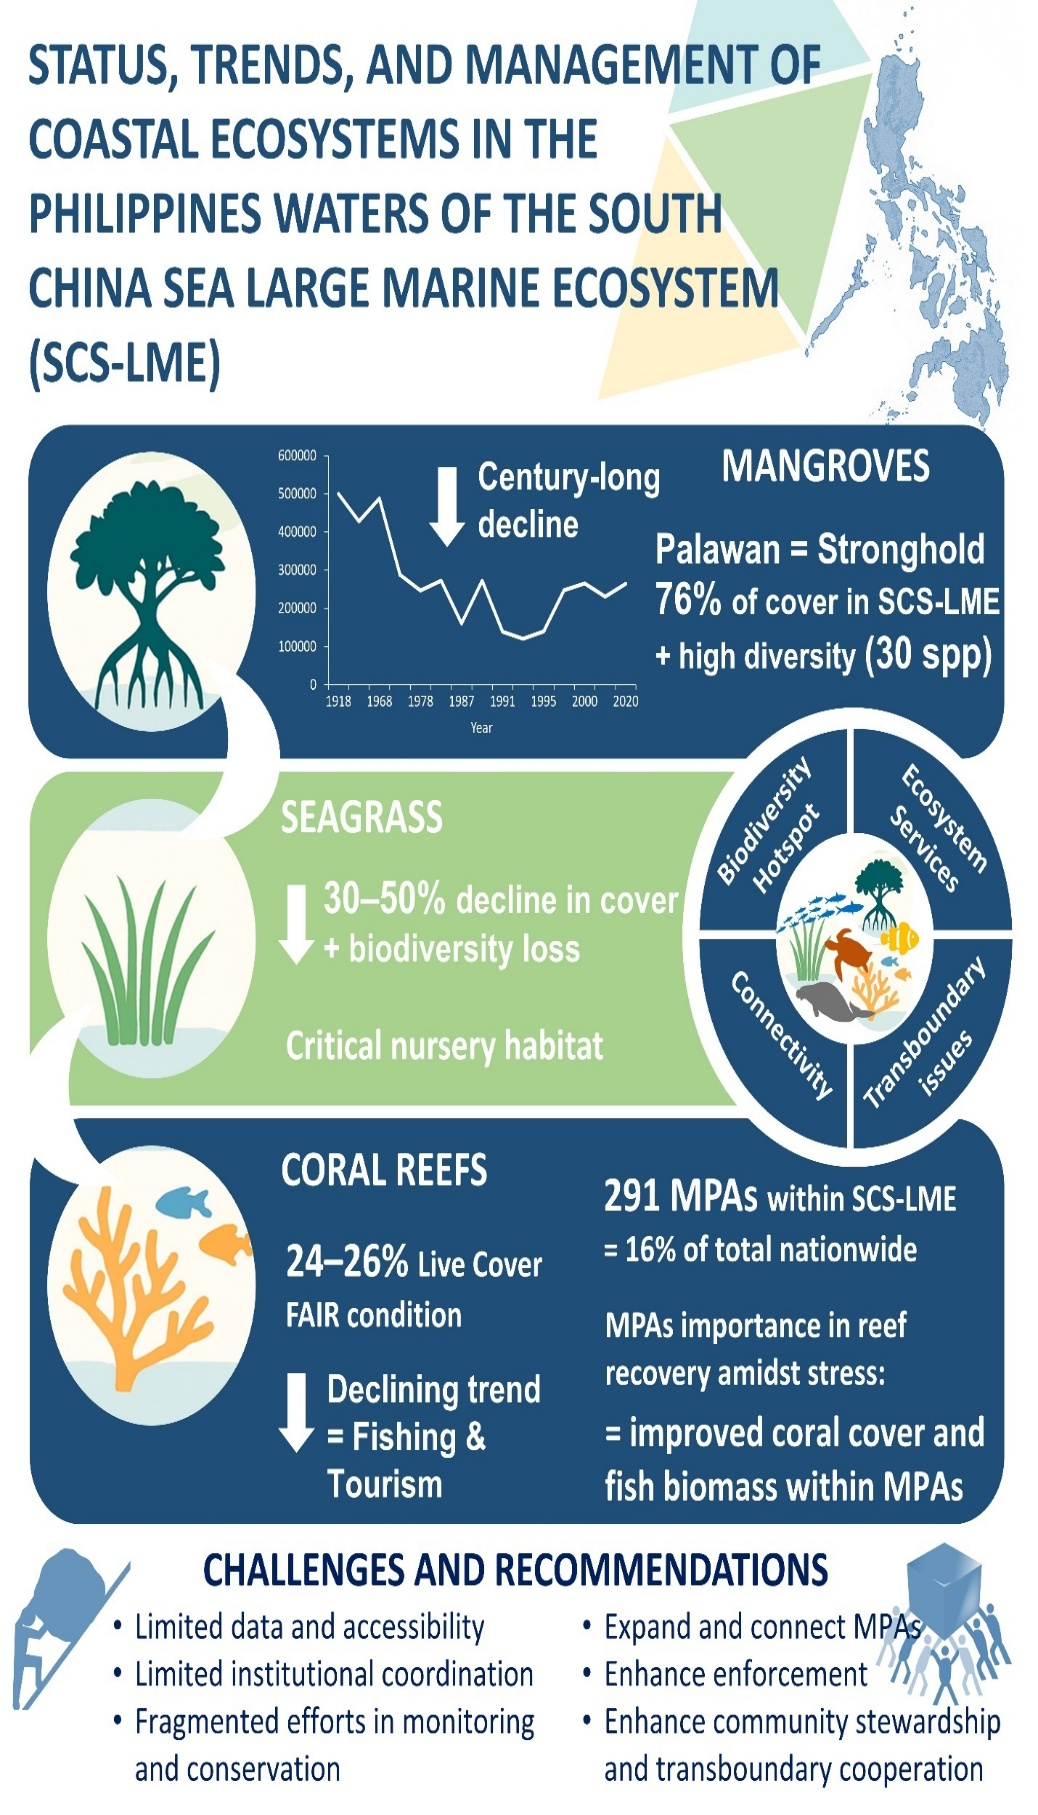 STATUS, TRENDS, AND MANAGEMENT OF
COASTAL ECOSYSTEMS IN THE
PHILIPPINES WATERS OF THE SOUTH
CHINA SEA LARGE MARINE ECOSYSTEM
(SCS-LME)
600000
500000
400000
300000
200000
100000
0
1918 1968 1978 1987 1991 1995 2000 2020
Year
Century-long
decline
MANGROVES
Palawan = Stronghold
76% of cover in SCS-LME
+ high diversity (30 spp)
SEAGRASS
30–50% decline in cover
+ biodiversity loss
Critical nursery habitat
Biodiversity
Hotspot
Ecosystem
Services
Connectivity
Transboundary
issues
CORAL REEFS
24–26% Live Cover
FAIR condition
Declining trend
= Fishing &
Tourism
291 MPAs within SCS-LME
= 16% of total nationwide
MPAs importance in reef
recovery amidst stress:
= improved coral cover and
fish biomass within MPAs
CHALLENGES AND RECOMMENDATIONS
• Limited data and accessibility
• Limited institutional coordination
• Fragmented efforts in monitoring
and conservation
• Expand and connect MPAs
• Enhance enforcement
• Enhance community stewardship
and transboundary cooperation